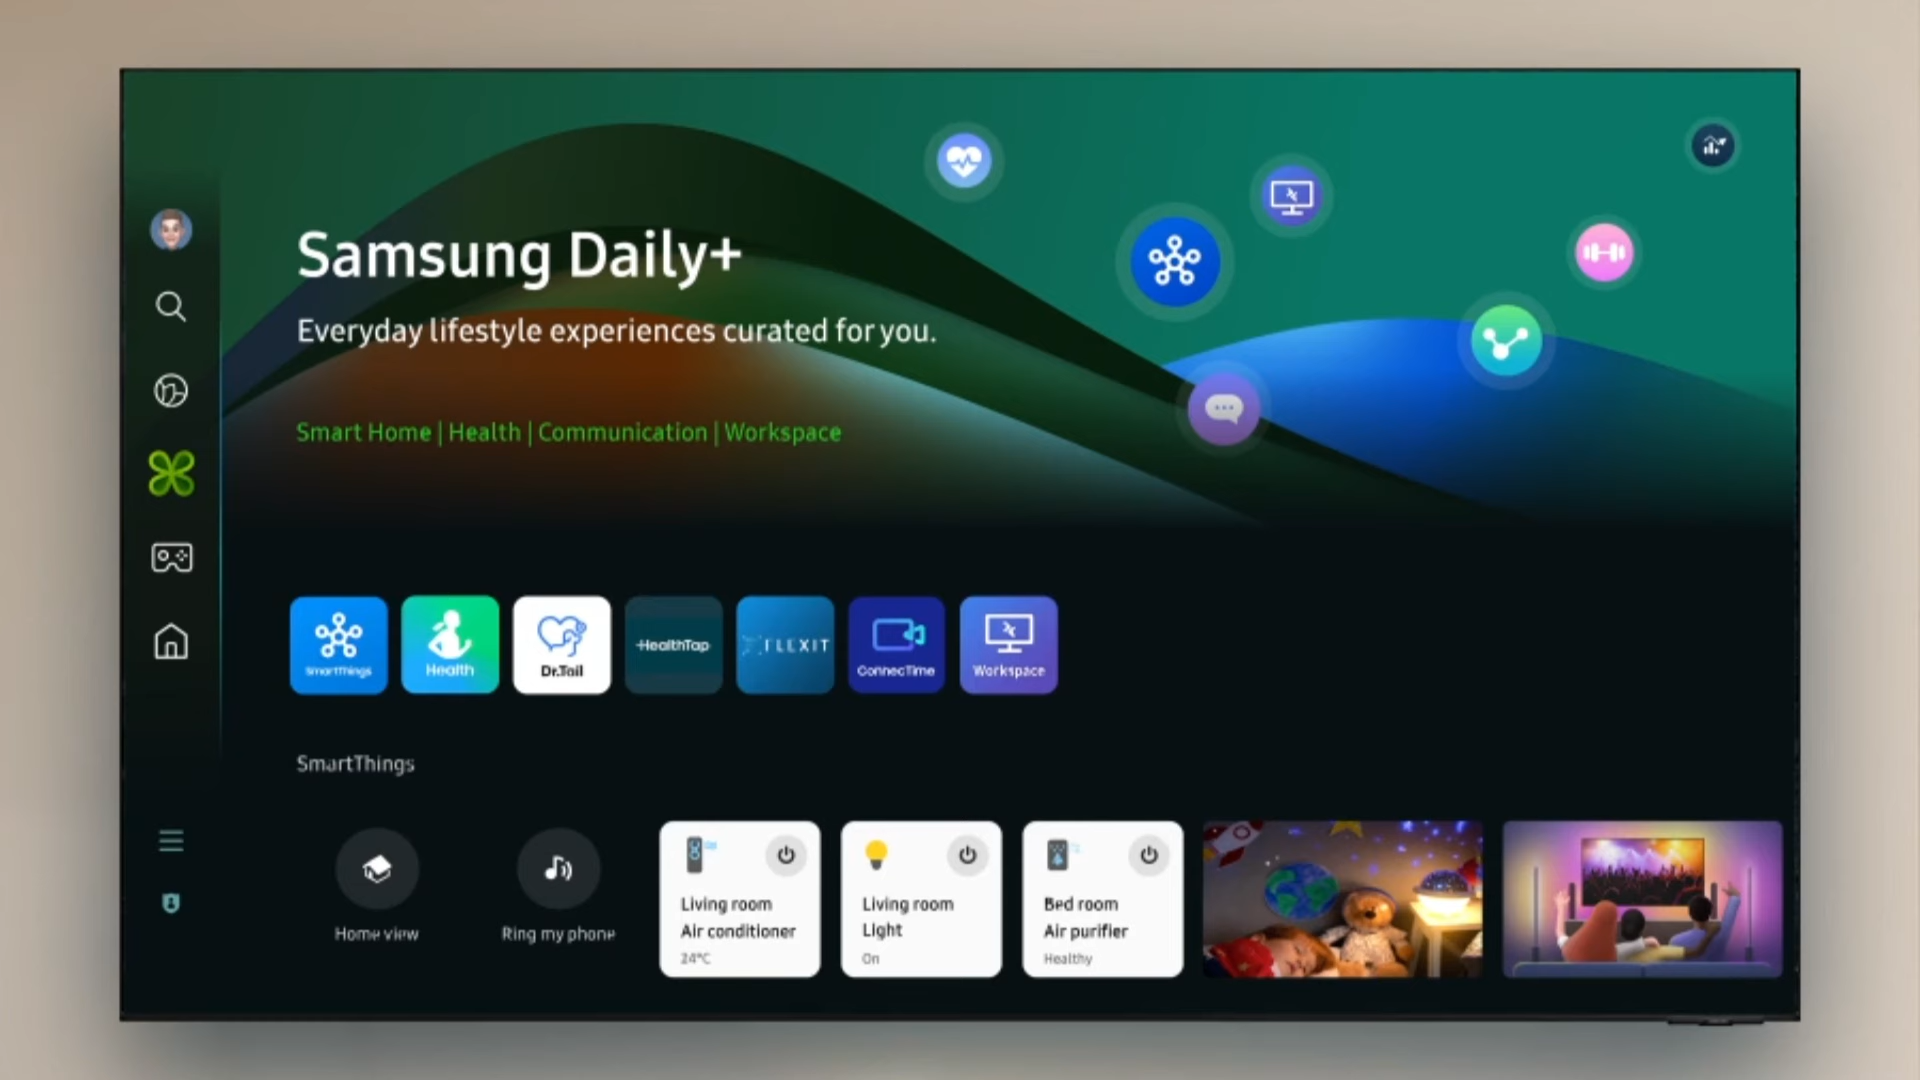 Samsung Daily+
Everyday lifestyle experiences curated for you.
Smart Home | Health | Communication | Workspace
SmartThings
Health
Dr.Tail
HealthTap
FLEXIT
ConnecTime
Workspace
SmartThings
Home view
Ring my phone
Living room
Air conditioner
24°C
Living room
Light
On
Bed room
Air purifier
Healthy